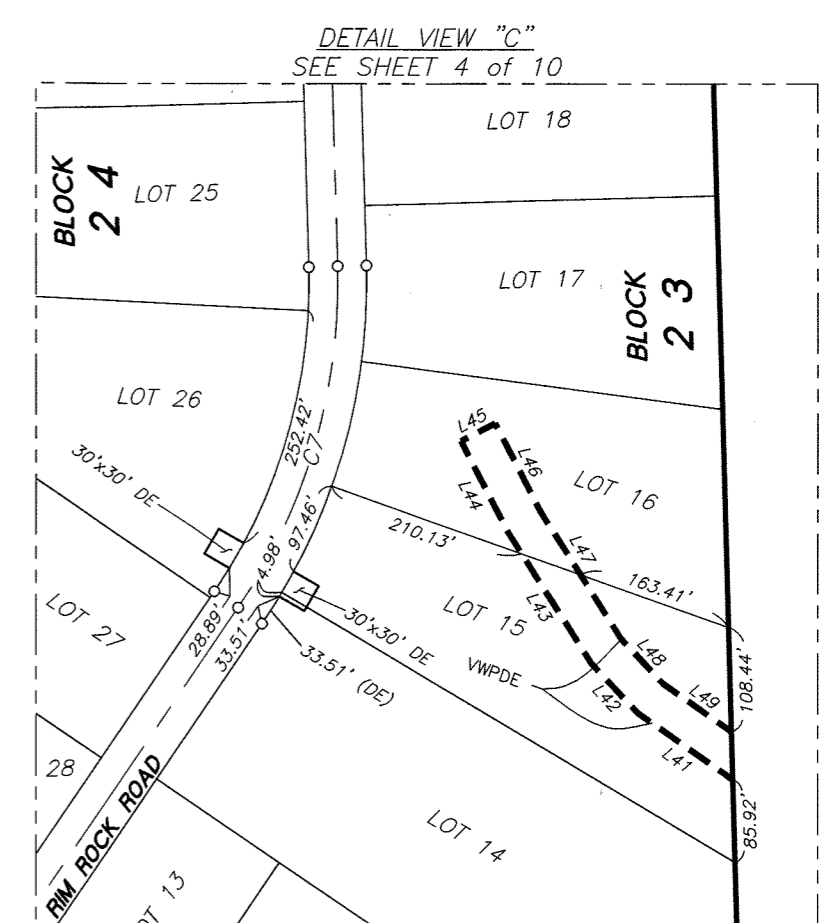 DETAIL VIEW "C"
SEE SHEET 4 of 10
LOT 18
BLOCK
2 4
LOT 25
LOT 17
BLOCK
2 3
LOT 26
252.42'
C7
L45
L46
L44
LOT 16
30'x30' DE
97.46'
210.13'
L47
163.41'
4.98'
LOT 27
28.89'
33.51'
LOT 15
L43
30'x30' DE
33.51' (DE)
VWPDE
L48
L42
L49
108.44'
L41
28
85.92'
RIM ROCK ROAD
LOT 14
OT 13